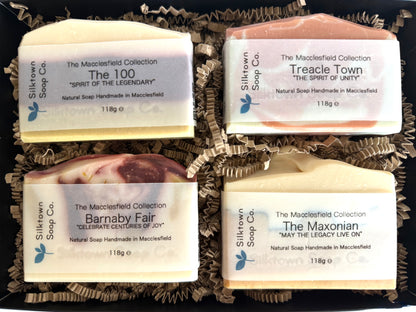 Silktown
Soap Co.
The Macclesfield Collection
The 100
"SPIRIT OF THE LEGENDARY"
Natural Soap Handmade in Macclesfield
118g ℮
Silktown
Soap Co.
The Macclesfield Collection
Treacle Town
"THE SPIRIT OF UNITY"
Natural Soap Handmade in Macclesfield
118g ℮
Silktown
Soap Co.
The Macclesfield Collection
Barnaby Fair
"CELEBRATE CENTURIES OF JOY"
Natural Soap Handmade in Macclesfield
118g ℮
Silktown
Soap Co.
The Macclesfield Collection
The Maxonian
"MAY THE LEGACY LIVE ON"
Natural Soap Handmade in Macclesfield
118g ℮